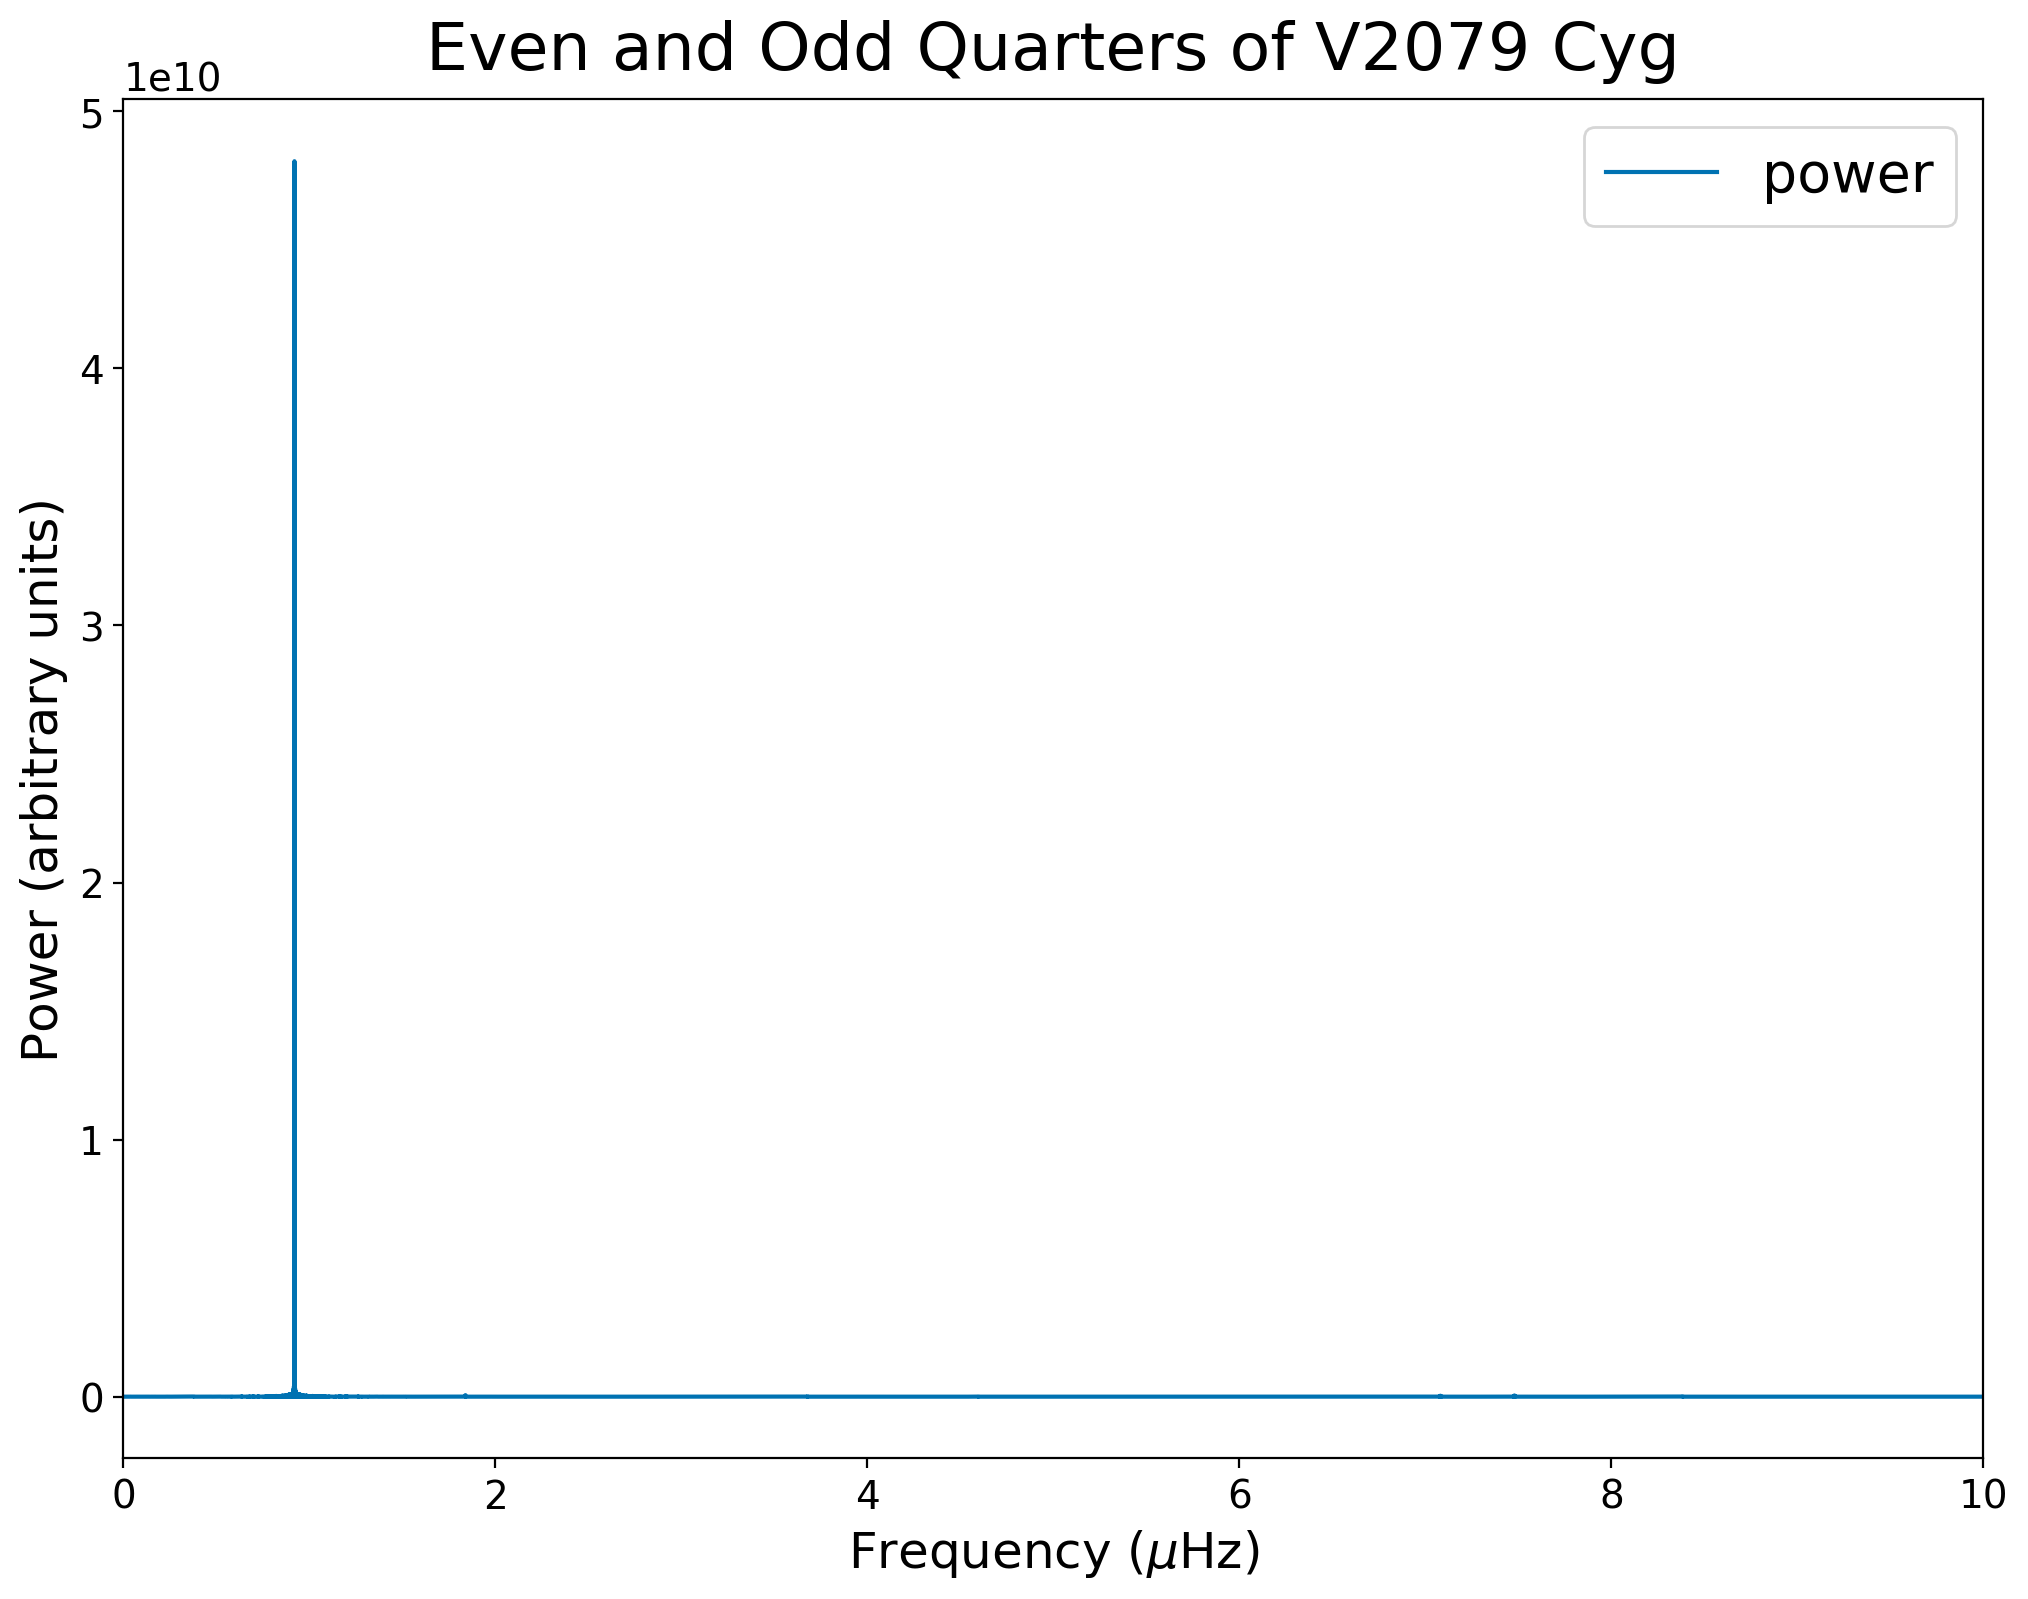 Even and Odd Quarters of V2079 Cyg
1e10
5
4
3
2
1
0
Power (arbitrary units)
power
0 2 4 6 8 10
Frequency (μHz)